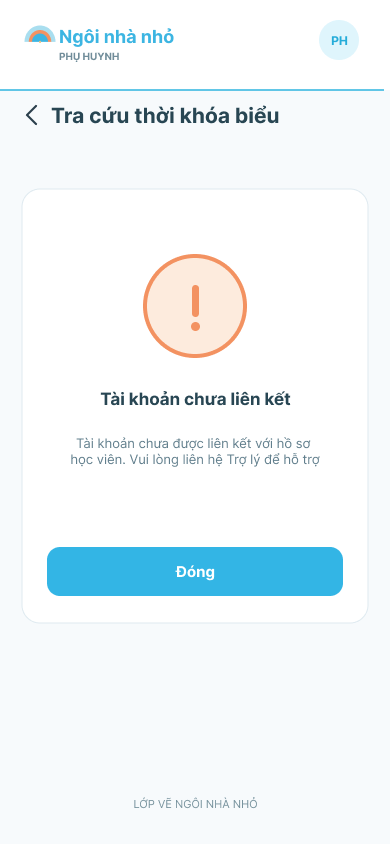 Ngôi nhà nhỏ
PHỤ HUYNH
PH
Tra cứu thời khóa biểu
Tài khoản chưa liên kết
Tài khoản chưa được liên kết với hồ sơ
học viên. Vui lòng liên hệ Trợ lý để hỗ trợ
Đóng
LỚP VẼ NGÔI NHÀ NHỎ